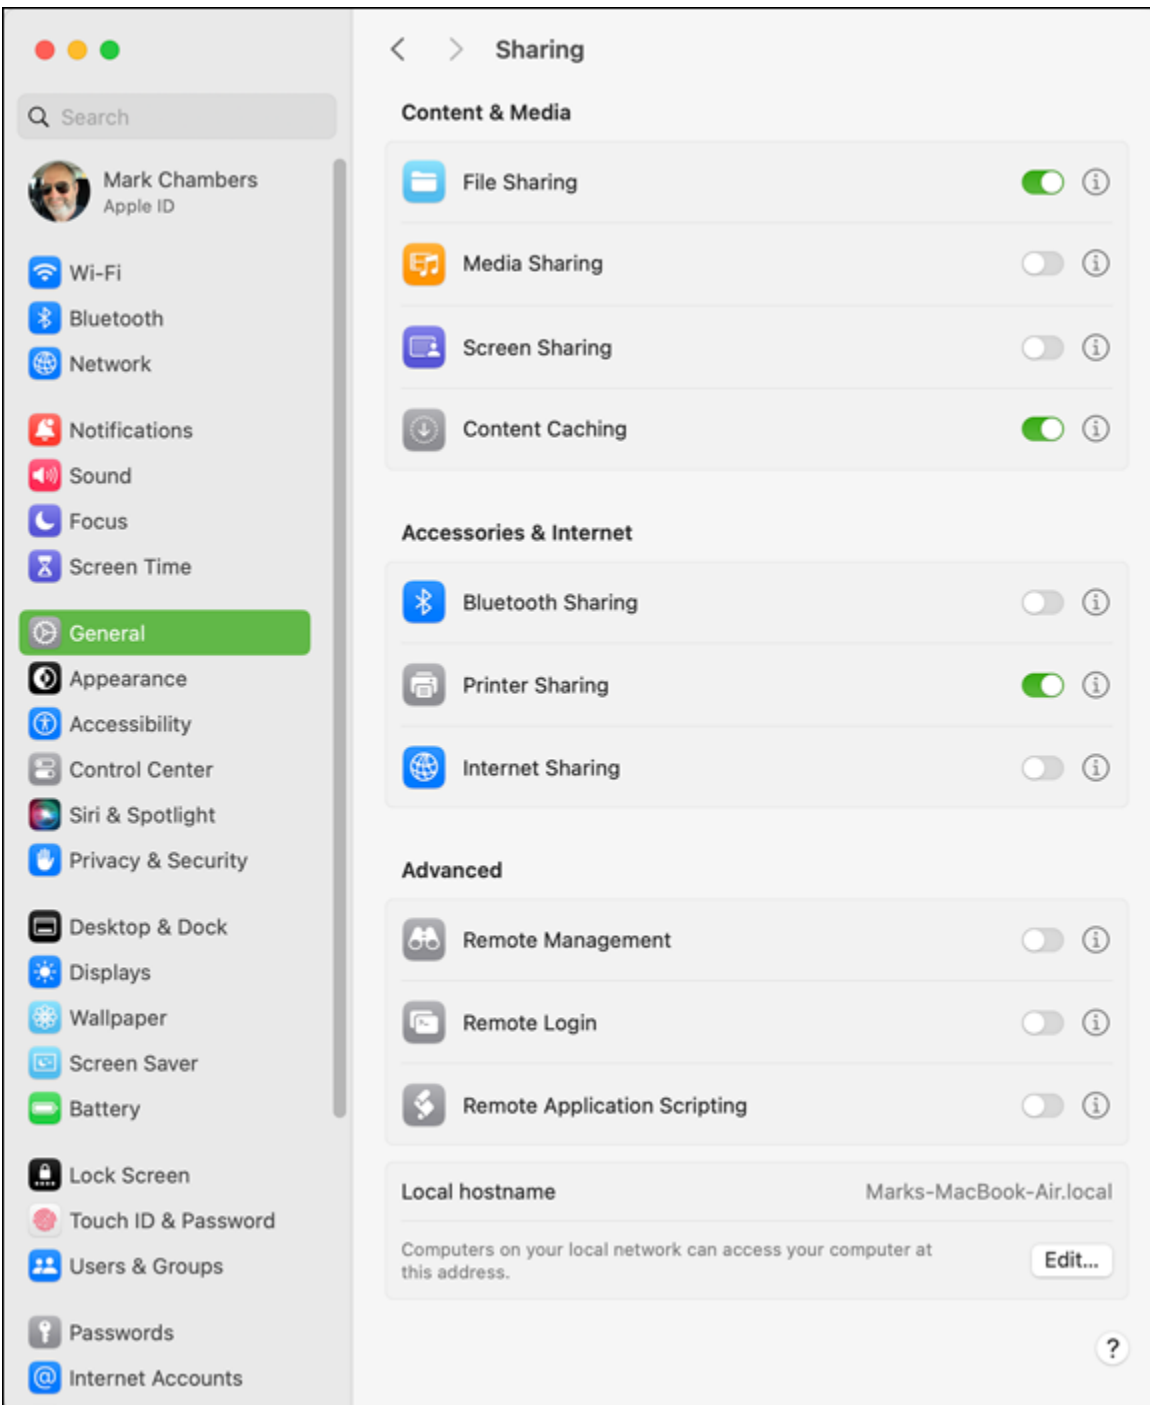 Search
Mark Chambers
Apple ID
Wi-Fi
Bluetooth
Network
Notifications
Sound
Focus
Screen Time
General
Appearance
Accessibility
Control Center
Siri & Spotlight
Privacy & Security
Desktop & Dock
Displays
Wallpaper
Screen Saver
Battery
Lock Screen
Touch ID & Password
Users & Groups
Passwords
Internet Accounts
Sharing
Content & Media
File Sharing
Media Sharing
Screen Sharing
Content Caching
Accessories & Internet
Bluetooth Sharing
Printer Sharing
Internet Sharing
Advanced
Remote Management
Remote Login
Remote Application Scripting
Local hostname Marks-MacBook-Air.local
Computers on your local network can access your computer at
this address.
Edit...
?